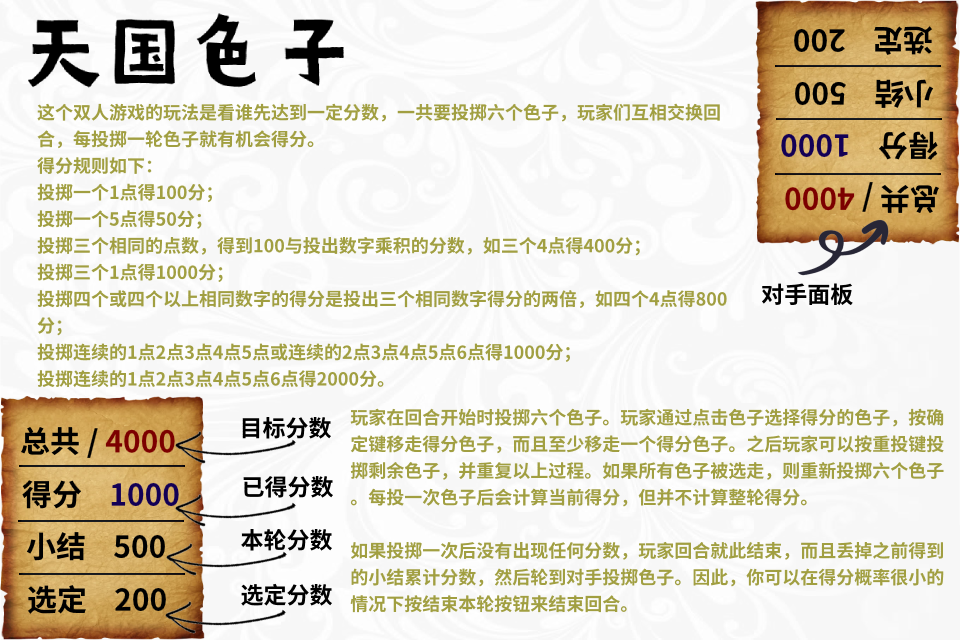 天国色子
这个双人游戏的玩法是看谁先达到一定分数，一共要投掷六个色子，玩家们互相交换回
合，每投掷一轮色子就有机会得分。
得分规则如下：
投掷一个1点得100分；
投掷一个5点得50分；
投掷三个相同的点数，得到100与投出数字乘积的分数，如三个4点得400分；
投掷三个1点得1000分；
投掷四个或四个以上相同数字的得分是投出三个相同数字得分的两倍，如四个4点得800
分；
投掷连续的1点2点3点4点5点或连续的2点3点4点5点6点得1000分；
投掷连续的1点2点3点4点5点6点得2000分。
总共 / 4000
得分 1000
小结 500
选定 200
对手面板
总共 / 4000
得分 1000
小结 500
选定 200
目标分数
已得分数
本轮分数
选定分数
玩家在回合开始时投掷六个色子。玩家通过点击色子选择得分的色子，按确
定键移走得分色子，而且至少移走一个得分色子。之后玩家可以按重投键投
掷剩余色子，并重复以上过程。如果所有色子被选走，则重新投掷六个色子
。每投一次色子后会计算当前得分，但并不计算整轮得分。
如果投掷一次后没有出现任何分数，玩家回合就此结束，而且丢掉之前得到
的小结累计分数，然后轮到对手投掷色子。因此，你可以在得分概率很小的
情况下按结束本轮按钮来结束回合。